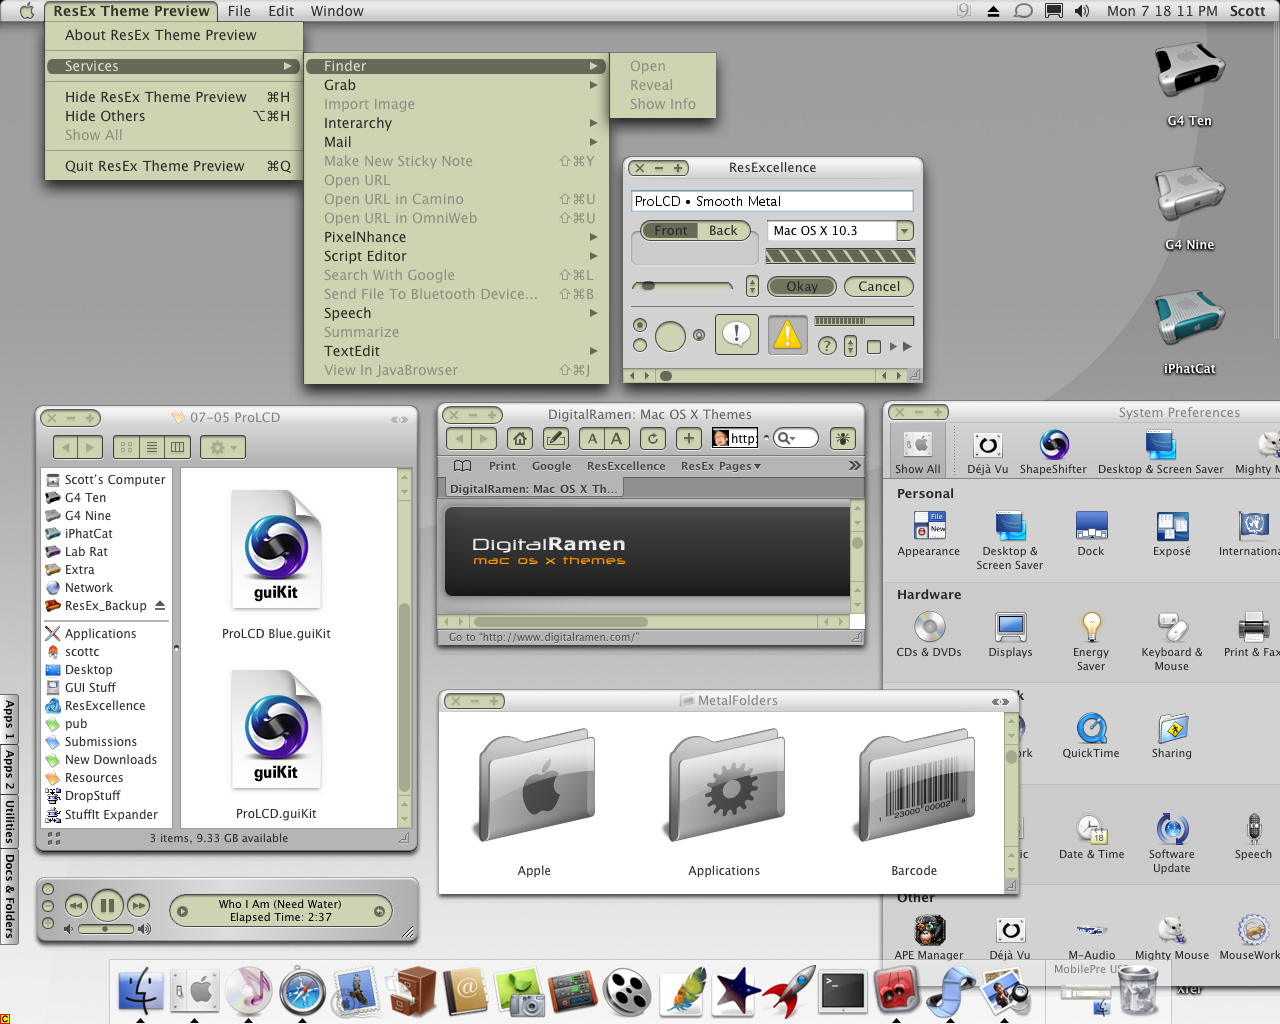 ResEx Theme Preview File Edit Window
Mon 7 18 11 PM Scott
About ResEx Theme Preview
Services
Hide ResEx Theme Preview ⌘H
Hide Others ⌥⌘H
Show All
Quit ResEx Theme Preview ⌘Q
Finder
Grab
Import Image
Interarchy
Mail
Make New Sticky Note ⇧⌘Y
Open URL
Open URL in Camino ⇧⌘U
Open URL in OmniWeb ⇧⌘U
PixelNhance
Script Editor
Search With Google ⇧⌘L
Send File To Bluetooth Device... ⇧⌘B
Speech
Summarize
TextEdit
View In JavaBrowser ⇧⌘J
Open
Reveal
Show Info
G4 Ten
G4 Nine
iPhatCat
ResExcellence
ProLCD • Smooth Metal
Front Back
Mac OS X 10.3
Okay Cancel
07-05 ProLCD
Scott's Computer
G4 Ten
G4 Nine
iPhatCat
Lab Rat
Extra
Network
ResEx_Backup
Applications
scottc
Desktop
GUI Stuff
ResExcellence
pub
Submissions
New Downloads
Resources
DropStuff
StuffIt Expander
guiKit
ProLCD Blue.guiKit
guiKit
ProLCD.guiKit
3 items, 9.33 GB available
DigitalRamen: Mac OS X Themes
A A
http:
Print Google ResExcellence ResEx Pages
DigitalRamen: Mac OS X Th...
DigitalRamen
mac os x themes
Go to "http://www.digitalramen.com/"
System Preferences
Show All Déjà Vu ShapeShifter Desktop & Screen Saver Mighty M
Personal
Appearance
Desktop &
Screen Saver
Dock
Exposé
Internationa
Hardware
CDs & DVDs
Displays
Energy
Saver
Keyboard &
Mouse
Print & Fax
k
ork
QuickTime
Sharing
ic
Date & Time
Software
Update
Speech
Other
APE Manager
Déjà Vu
M-Audio
Mighty Mouse
MouseWork
MetalFolders
Apple
Applications
Barcode
1 23000 00002 8
Apps 1
Apps 2
Utilities
Docs & Folders
Who I Am (Need Water)
Elapsed Time: 2:37
MobilePre USB
xfer